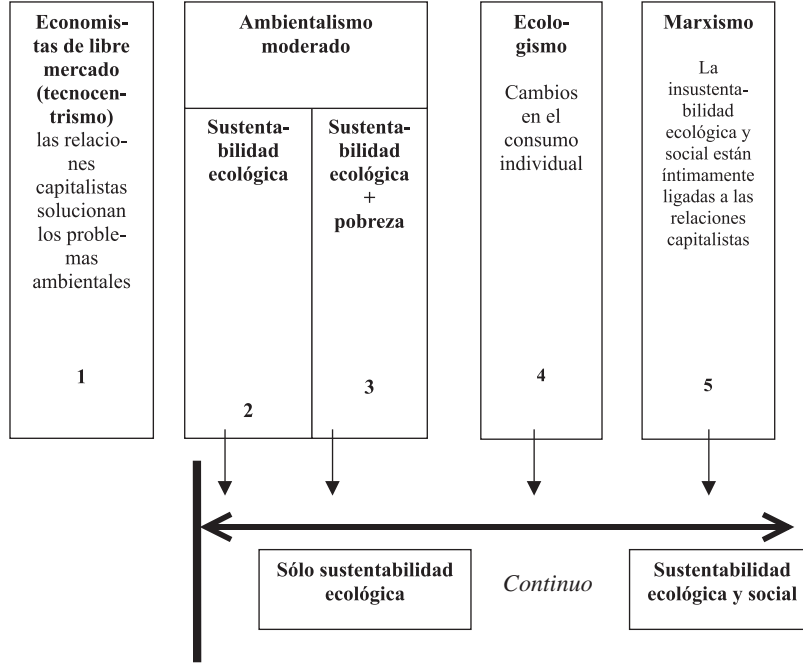 Economis-
tas de libre
mercado
(tecnocen-
trismo)
las relacio-
nes
capitalistas
solucionan
los proble-
mas
ambientales
1
Ambientalismo
moderado
Sustenta-
bilidad
ecológica
2
Sustenta-
bilidad
ecológica
+
pobreza
3
Ecolo-
gismo
Cambios
en el
consumo
individual
4
Marxismo
La
insustenta-
bilidad
ecológica y
social están
íntimamente
ligadas a las
relaciones
capitalistas
5
Sólo sustentabilidad
ecológica
Continuo
Sustentabilidad
ecológica y social